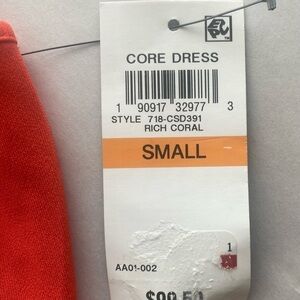 CORE DRESS
1 90917 32977 3
STYLE 718-CSD391
RICH CORAL
SMALL
1
AA01-002